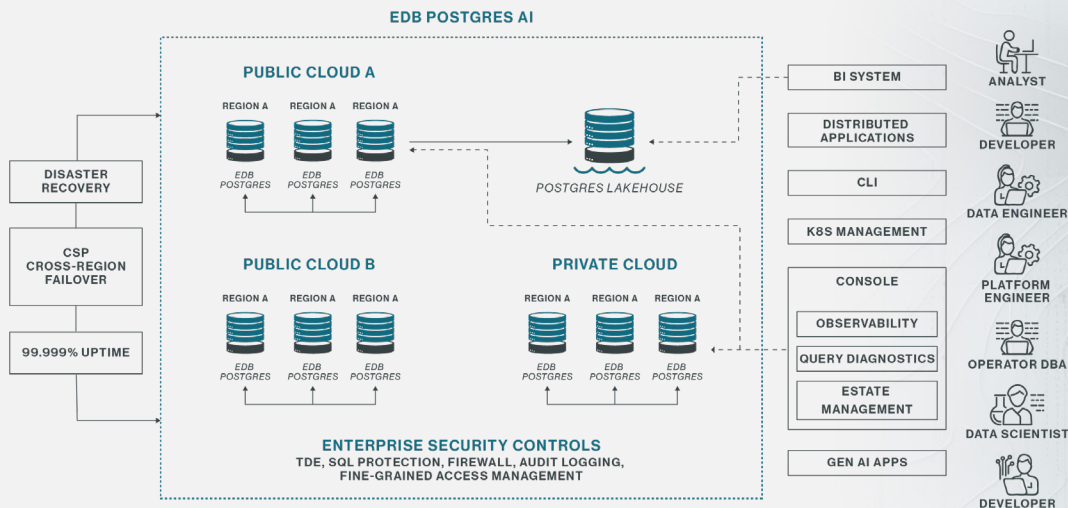 EDB POSTGRES AI
DISASTER
RECOVERY
CSP
CROSS-REGION
FAILOVER
99.999% UPTIME
PUBLIC CLOUD A
REGION A REGION A REGION A
EDB EDB EDB
POSTGRES POSTGRES POSTGRES
POSTGRES LAKEHOUSE
PUBLIC CLOUD B
REGION A REGION A REGION A
EDB EDB EDB
POSTGRES POSTGRES POSTGRES
PRIVATE CLOUD
REGION A REGION A REGION A
EDB EDB EDB
POSTGRES POSTGRES POSTGRES
ENTERPRISE SECURITY CONTROLS
TDE, SQL PROTECTION, FIREWALL, AUDIT LOGGING,
FINE-GRAINED ACCESS MANAGEMENT
BI SYSTEM
DISTRIBUTED
APPLICATIONS
CLI
K8S MANAGEMENT
CONSOLE
OBSERVABILITY
QUERY DIAGNOSTICS
ESTATE
MANAGEMENT
GEN AI APPS
ANALYST
DEVELOPER
DATA ENGINEER
PLATFORM
ENGINEER
OPERATOR DBA
DATA SCIENTIST
DEVELOPER